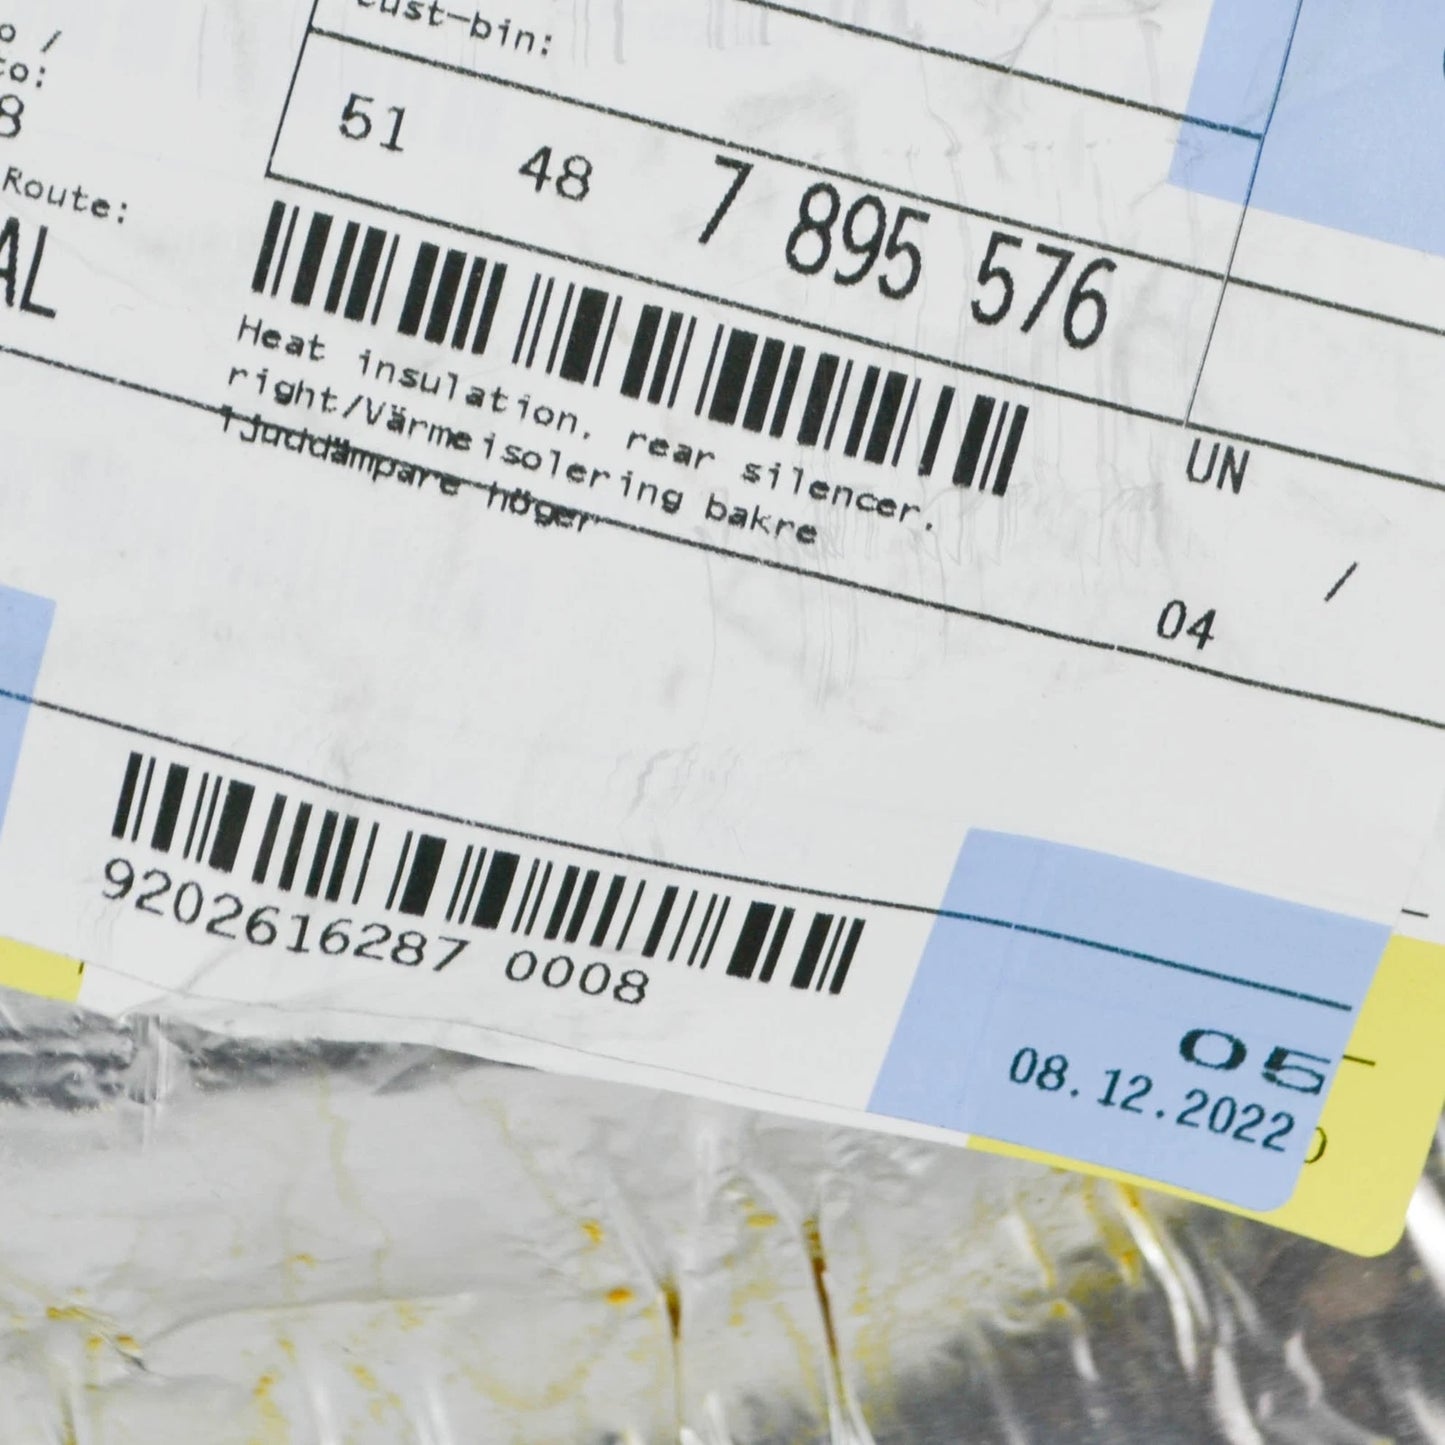 Cust-bin:
51 48 7 895 576
Route:
Heat insulation, rear silencer,
right/Värmeisolering bakre
ljuddämpare höger
UN
04 /
9202616287 0008
05
08.12.2022